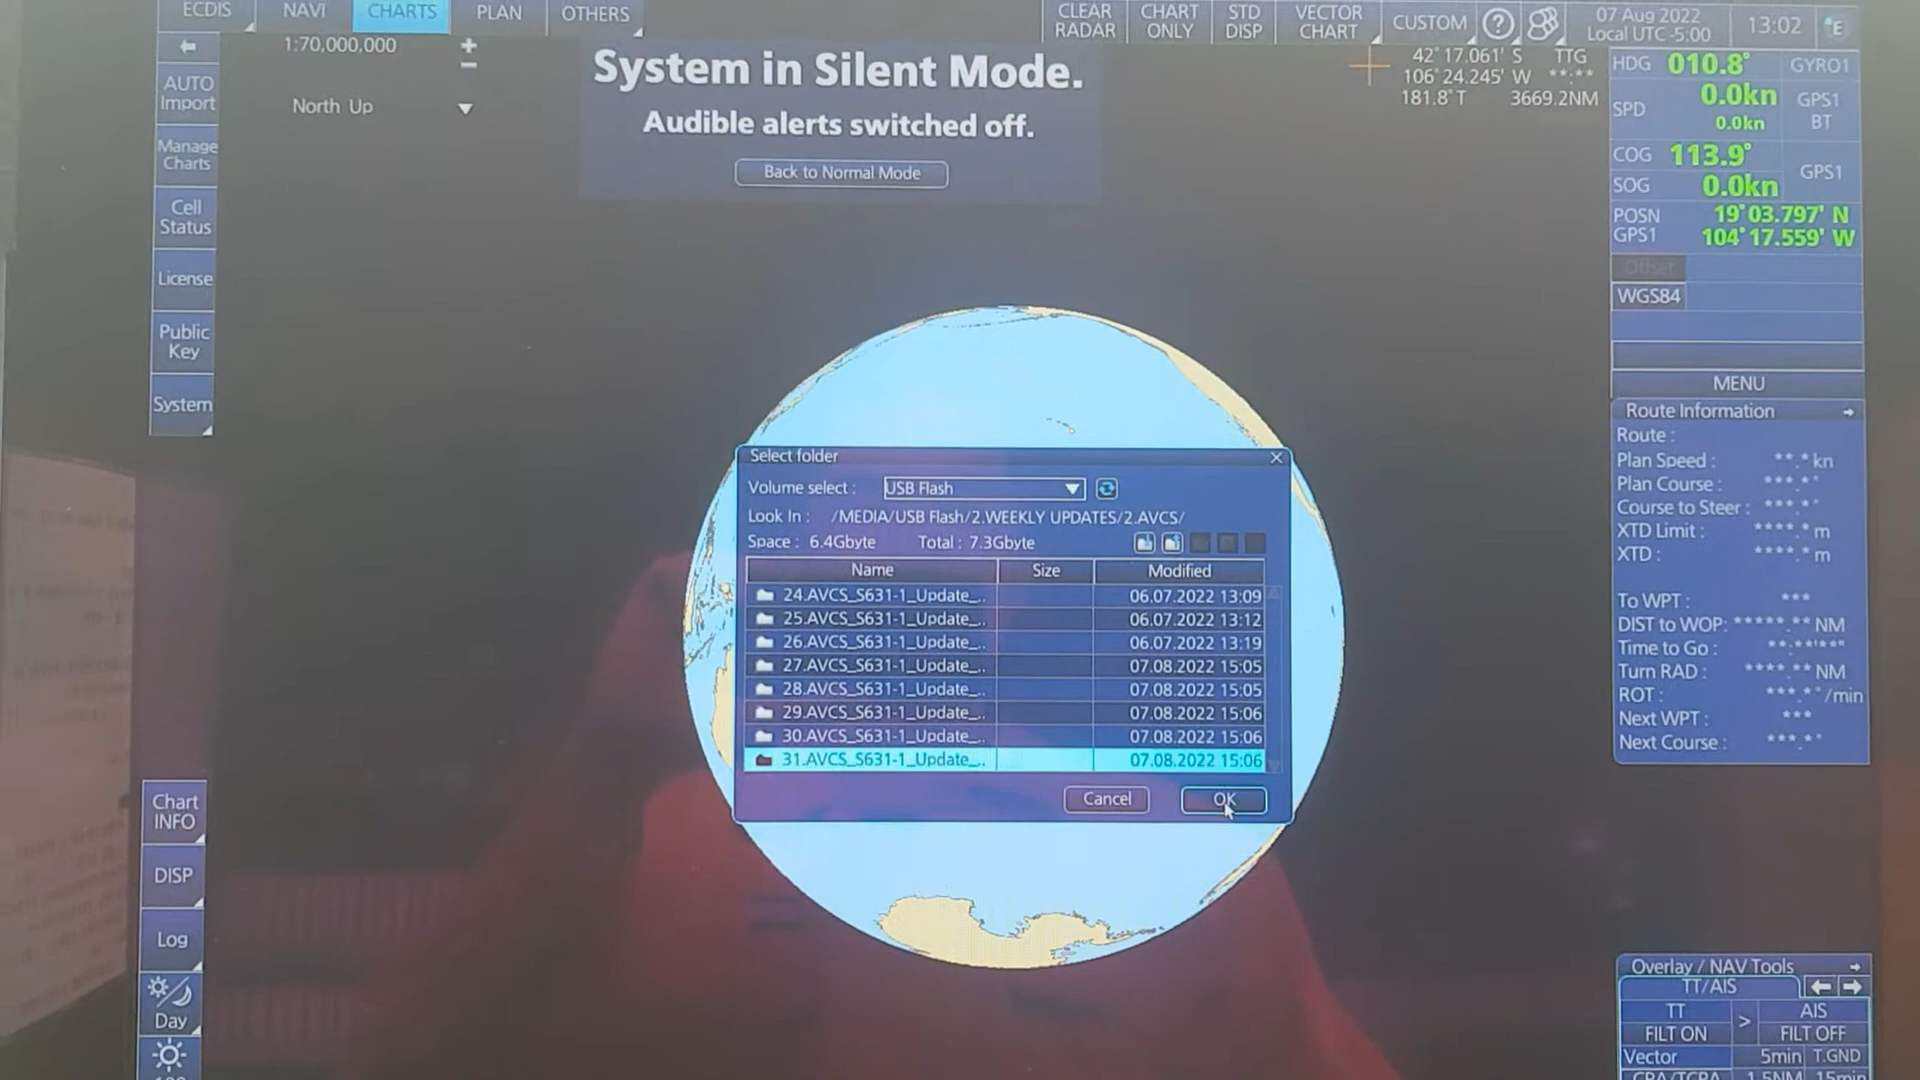 ECDIS
NAVI
CHARTS
PLAN
OTHERS
CLEAR
RADAR
CHART
ONLY
STD
DISP
VECTOR
CHART
CUSTOM
07 Aug 2022
Local UTC -5:00
13:02
E
AUTO
Import
Manage
Charts
Cell
Status
License
Public
Key
System
1:70,000,000
+
−
North Up
System in Silent Mode.
Audible alerts switched off.
Back to Normal Mode
42°17.061' S TTG
106°24.245' W **:**
181.8°T 3669.2NM
HDG 010.8° GYRO1
SPD 0.0kn GPS1
0.0kn BT
COG 113.9°
GPS1
SOG 0.0kn
POSN 19°03.797' N
GPS1 104°17.559' W
Offset
WGS84
MENU
Route Information
Route :
Plan Speed : **.*kn
Plan Course : ***.*°
Course to Steer : ***.*°
XTD Limit : ****.* m
XTD : ****.* m
To WPT : ***
DIST to WOP: *****.** NM
Time to Go : **:**'**"
Turn RAD : ****.** NM
ROT : ***.*°/min
Next WPT : ***
Next Course : ***.*°
Select folder
Volume select : USB Flash
Look In : /MEDIA/USB Flash/2.WEEKLY UPDATES/2.AVCS/
Space : 6.4Gbyte Total : 7.3Gbyte
Name Size Modified
24.AVCS_S631-1_Update_.. 06.07.2022 13:09
25.AVCS_S631-1_Update_.. 06.07.2022 13:12
26.AVCS_S631-1_Update_.. 06.07.2022 13:19
27.AVCS_S631-1_Update_.. 07.08.2022 15:05
28.AVCS_S631-1_Update_.. 07.08.2022 15:05
29.AVCS_S631-1_Update_.. 07.08.2022 15:06
30.AVCS_S631-1_Update_.. 07.08.2022 15:06
31.AVCS_S631-1_Update_.. 07.08.2022 15:06
Cancel
OK
Chart
INFO
DISP
Log
Day
Overlay / NAV Tools
TT/AIS
TT > AIS
FILT ON FILT OFF
Vector 5min T.GND
CPA/TCPA 1.5NM 15min